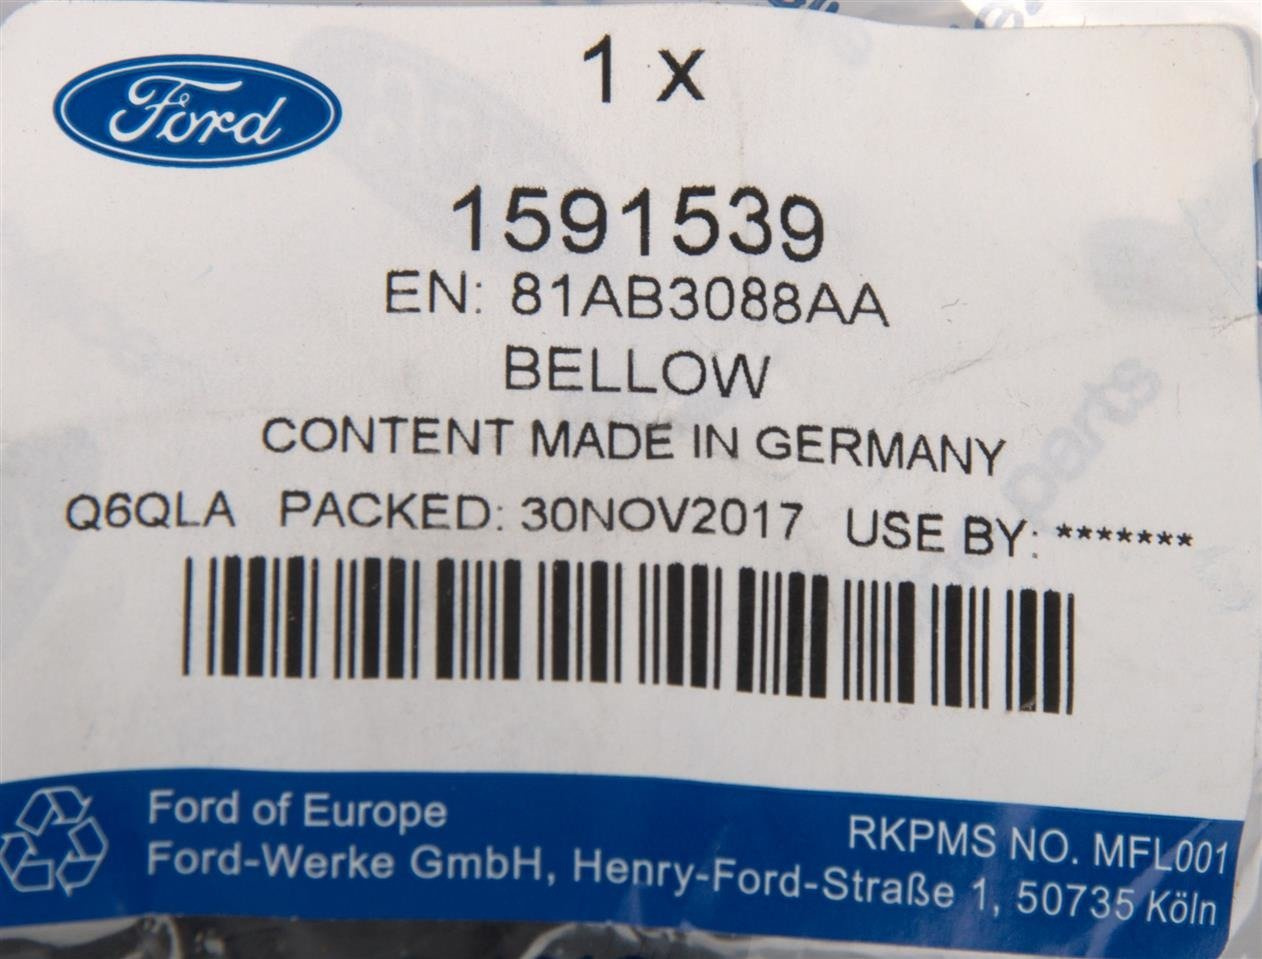 Ford
1 x
1591539
EN: 81AB3088AA
BELLOW
CONTENT MADE IN GERMANY
Q6QLA PACKED: 30NOV2017 USE BY: *******
Ford of Europe
RKPMS NO. MFL001
Ford-Werke GmbH, Henry-Ford-Straße 1, 50735 Köln
parts